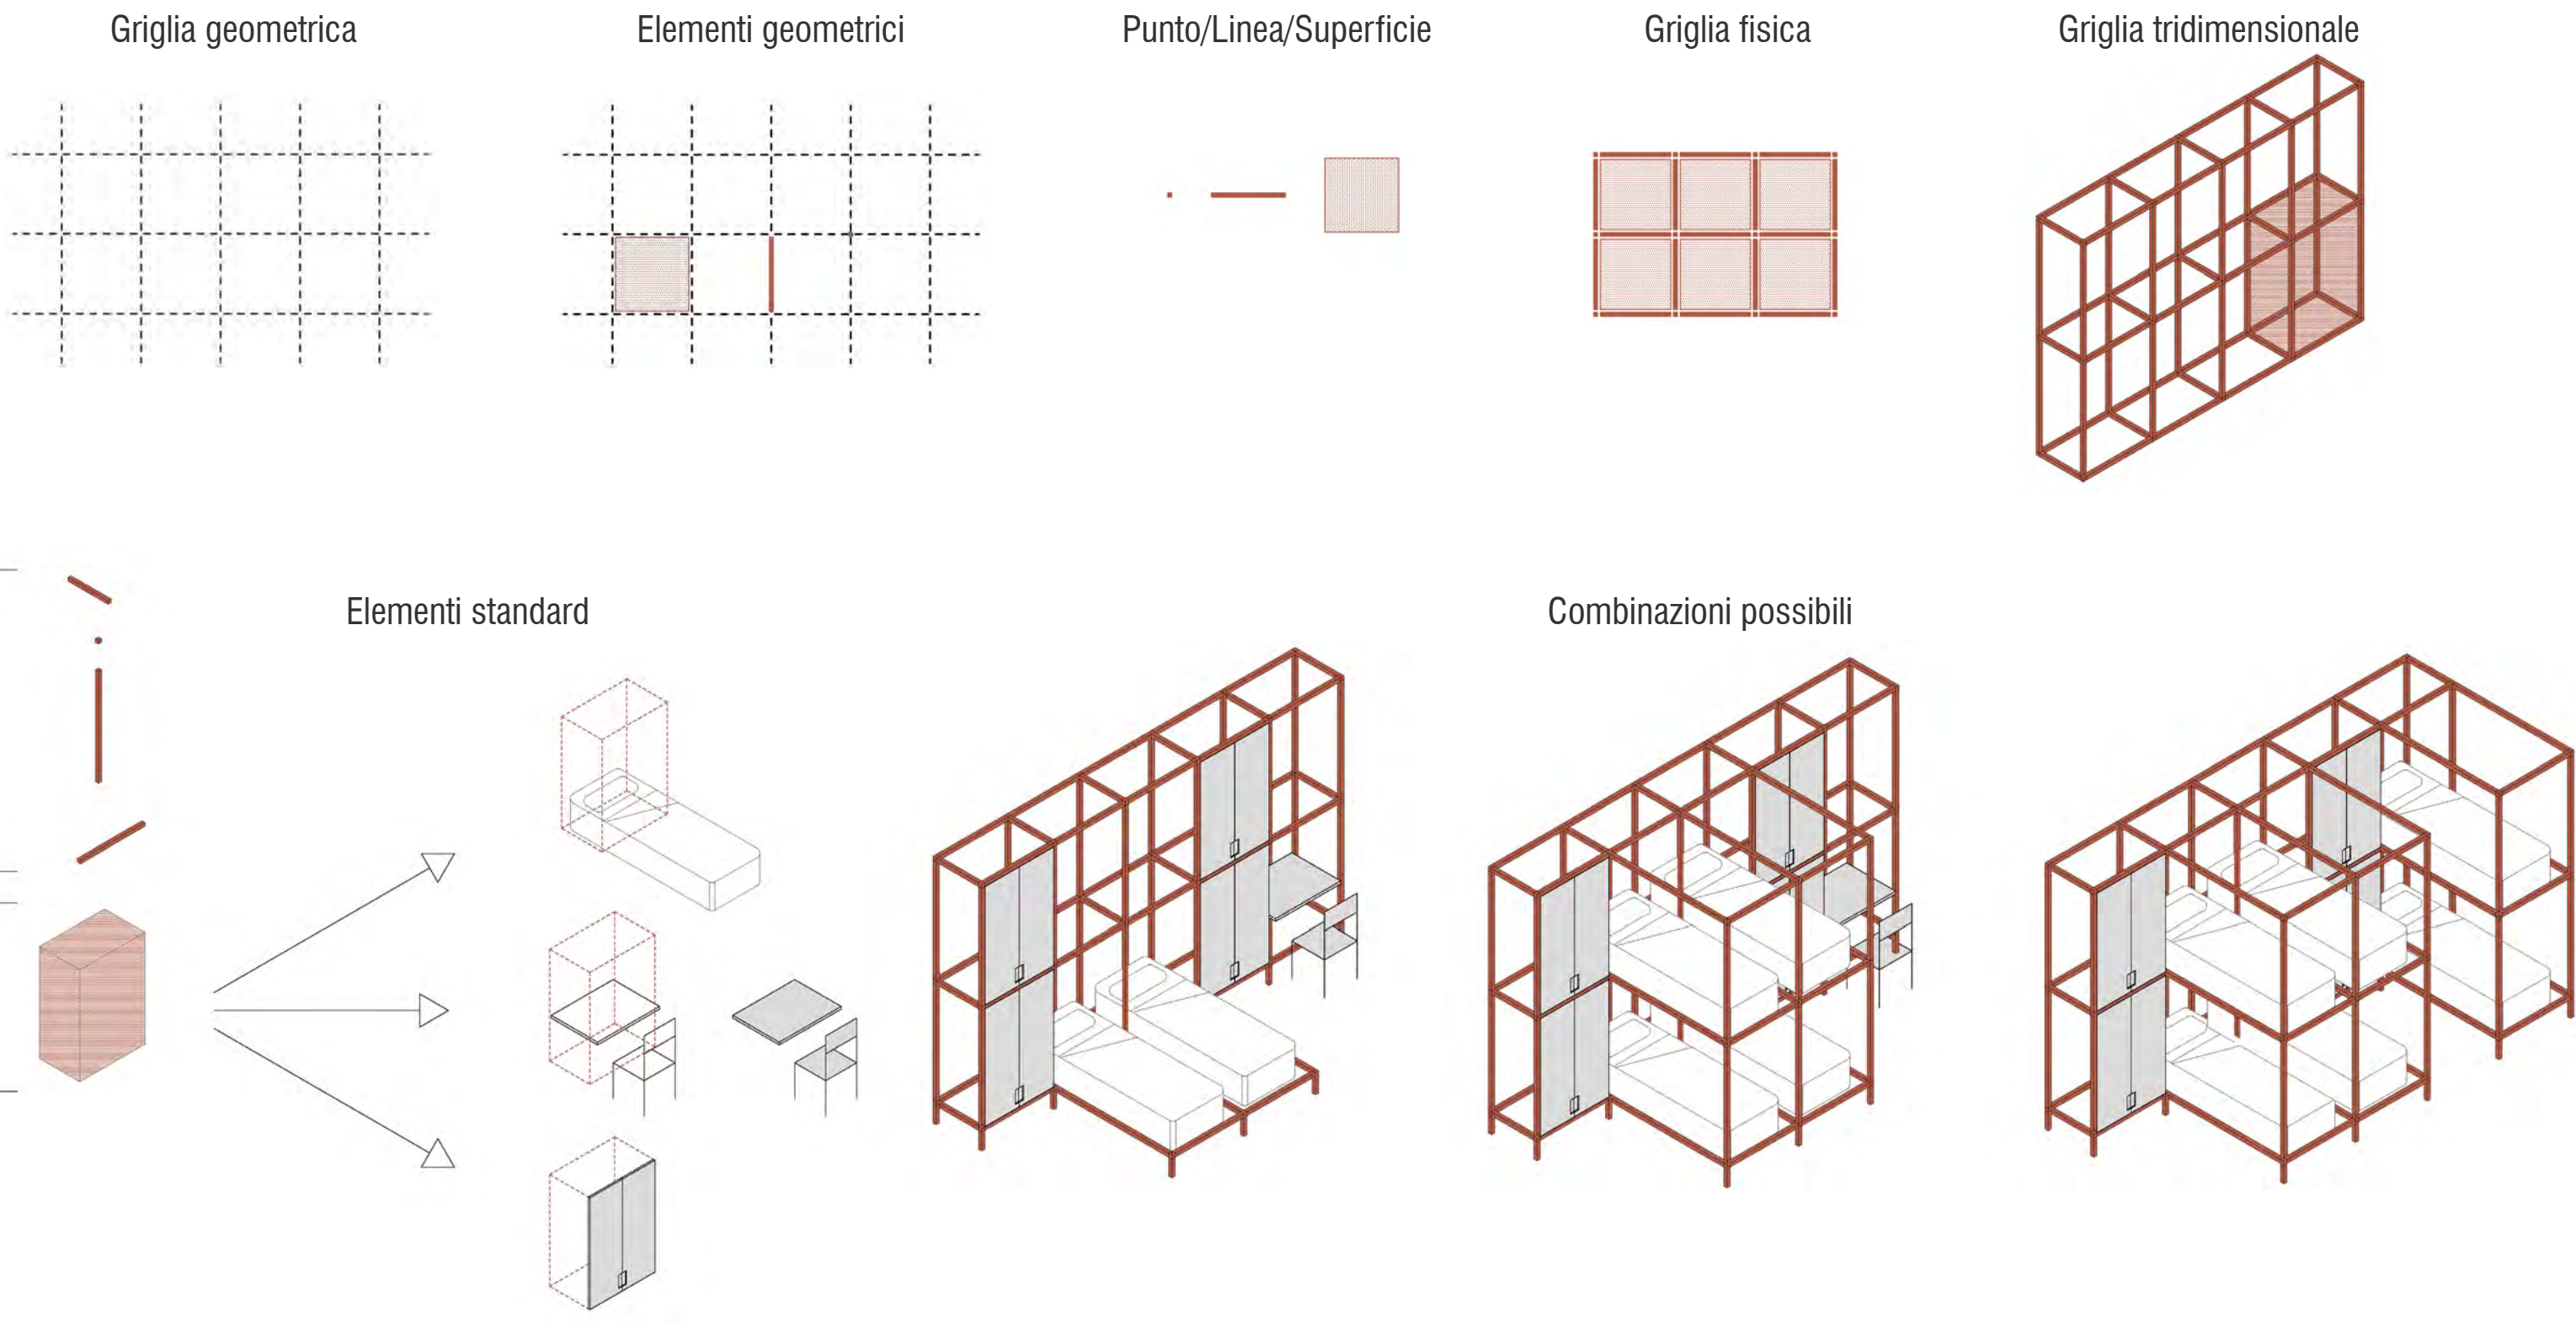 Griglia geometrica
Elementi geometrici
Punto/Linea/Superficie
Griglia fisica
Griglia tridimensionale
Elementi standard
Combinazioni possibili